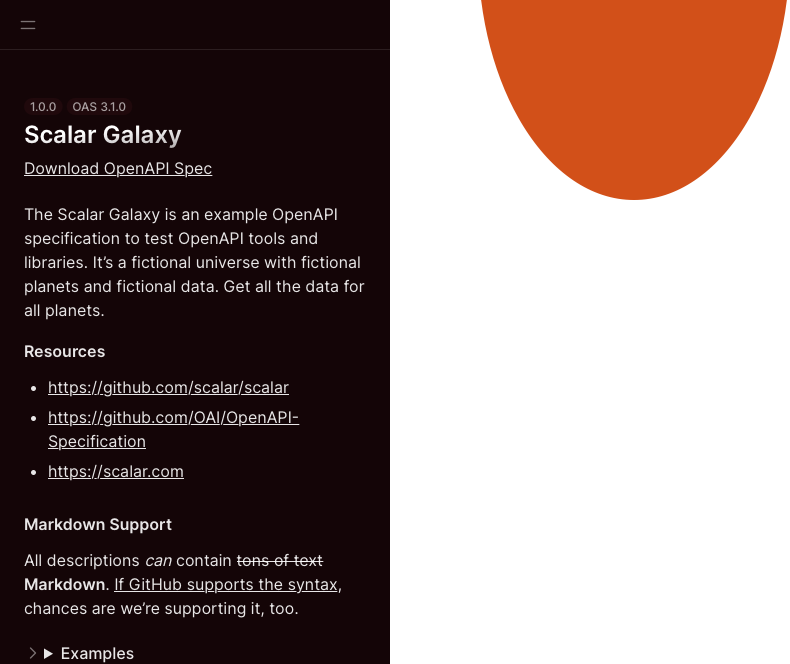 1.0.0 OAS 3.1.0
Scalar Galaxy
Download OpenAPI Spec
The Scalar Galaxy is an example OpenAPI
specification to test OpenAPI tools and
libraries. It’s a fictional universe with fictional
planets and fictional data. Get all the data for
all planets.
Resources
• https://github.com/scalar/scalar
• https://github.com/OAI/OpenAPI-
Specification
• https://scalar.com
Markdown Support
All descriptions can contain tons of text
Markdown. If GitHub supports the syntax,
chances are we’re supporting it, too.
Examples